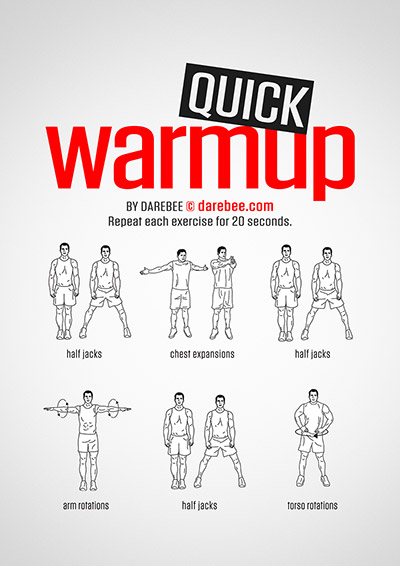 QUICK
warmup
BY DAREBEE © darebee.com
Repeat each exercise for 20 seconds.
half jacks
chest expansions
half jacks
arm rotations
half jacks
torso rotations